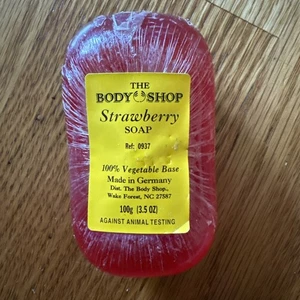 THE
BODY SHOP
Strawberry
SOAP
Ref: 0937
100% Vegetable Base
Made in Germany
Dist. The Body Shop.,
Wake Forest, NC 27587
100g (3.5 OZ)
AGAINST ANIMAL TESTING